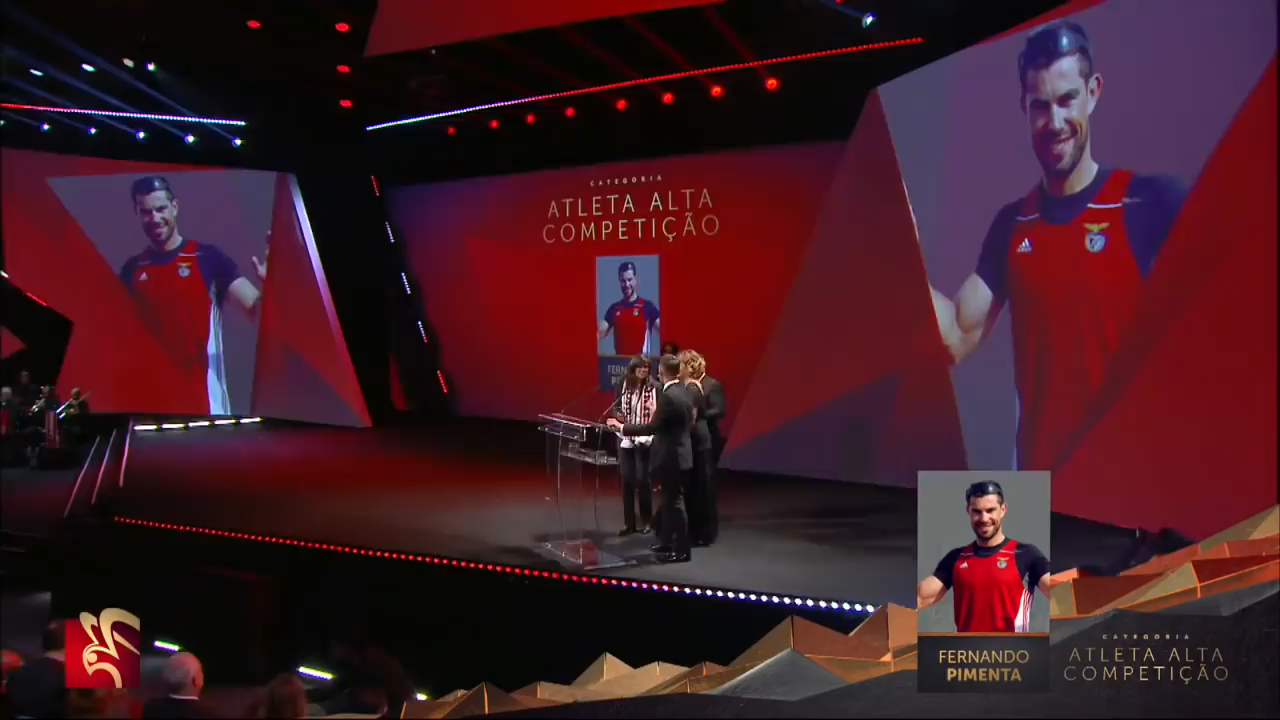 CATEGORIA
ATLETA ALTA
COMPETIÇÃO
FERNANDO
PIMENTA
CATEGORIA
ATLETA ALTA
COMPETIÇÃO